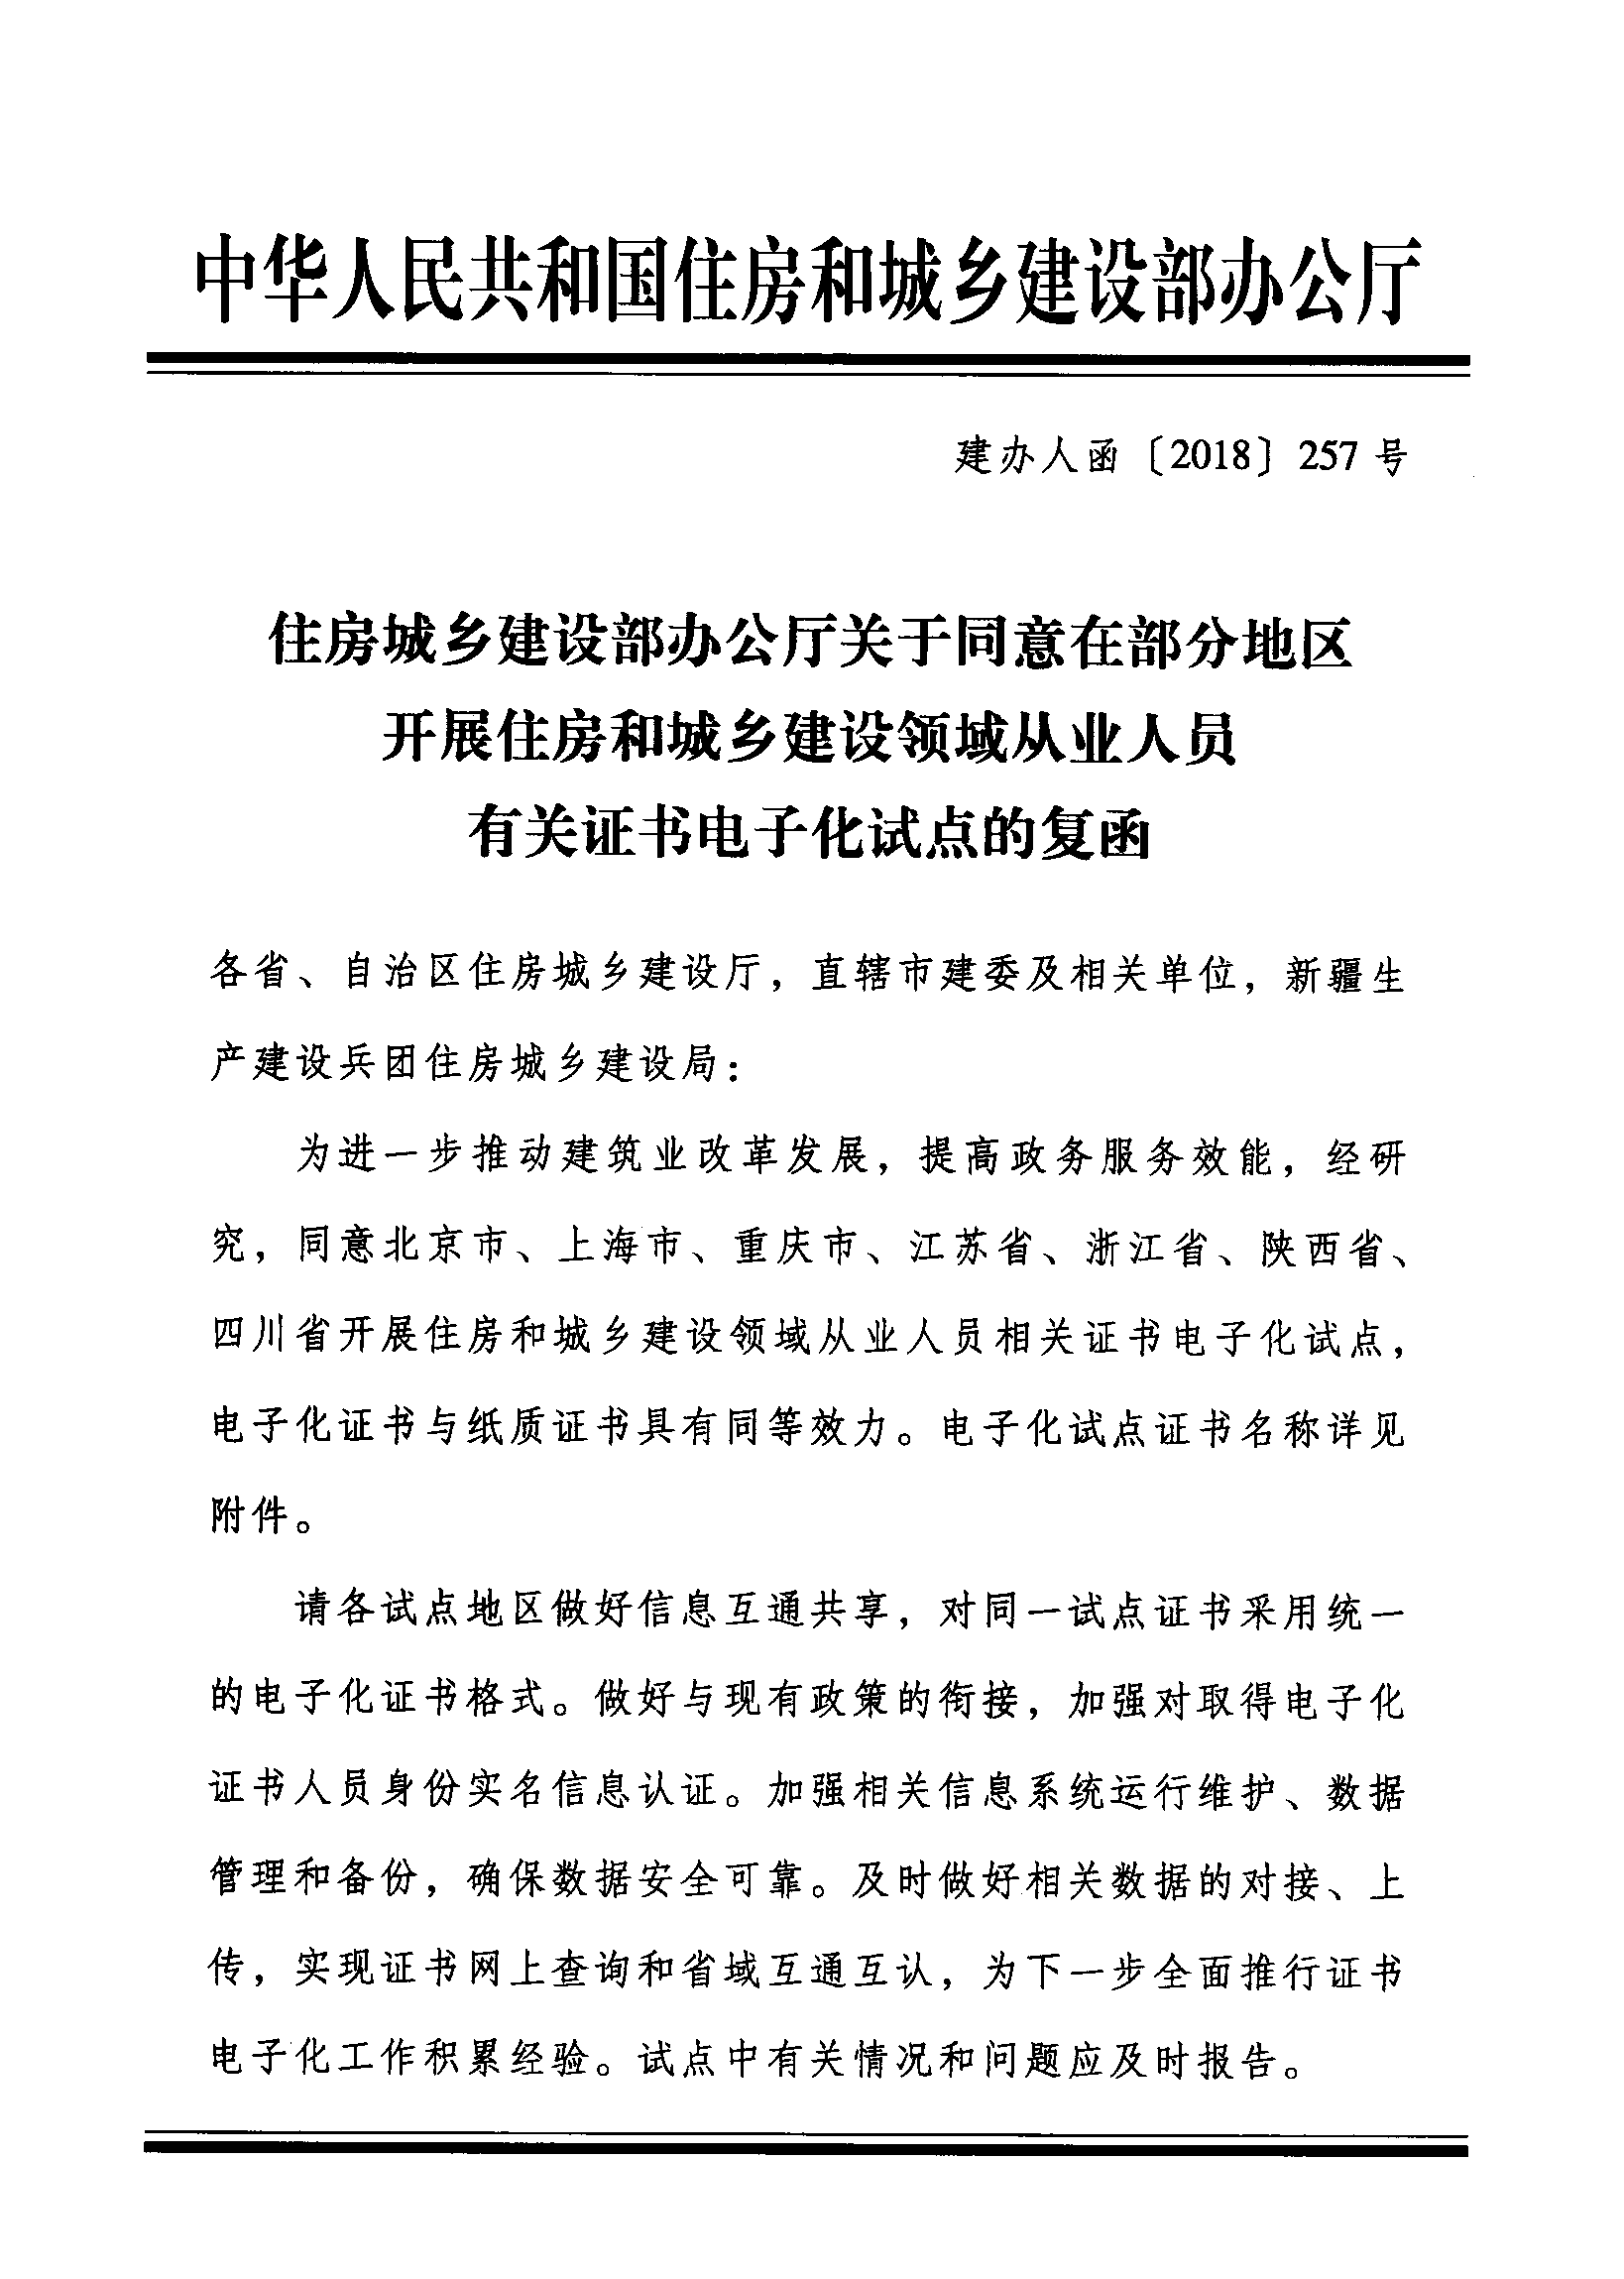 中华人民共和国住房和城乡建设部办公厅
建办人函〔2018〕257号
住房城乡建设部办公厅关于同意在部分地区
开展住房和城乡建设领域从业人员
有关证书电子化试点的复函
各省、自治区住房城乡建设厅，直辖市建委及相关单位，新疆生
产建设兵团住房城乡建设局：
为进一步推动建筑业改革发展，提高政务服务效能，经研
究，同意北京市、上海市、重庆市、江苏省、浙江省、陕西省、
四川省开展住房和城乡建设领域从业人员相关证书电子化试点，
电子化证书与纸质证书具有同等效力。电子化试点证书名称详见
附件。
请各试点地区做好信息互通共享，对同一试点证书采用统一
的电子化证书格式。做好与现有政策的衔接，加强对取得电子化
证书人员身份实名信息认证。加强相关信息系统运行维护、数据
管理和备份，确保数据安全可靠。及时做好相关数据的对接、上
传，实现证书网上查询和省域互通互认，为下一步全面推行证书
电子化工作积累经验。试点中有关情况和问题应及时报告。